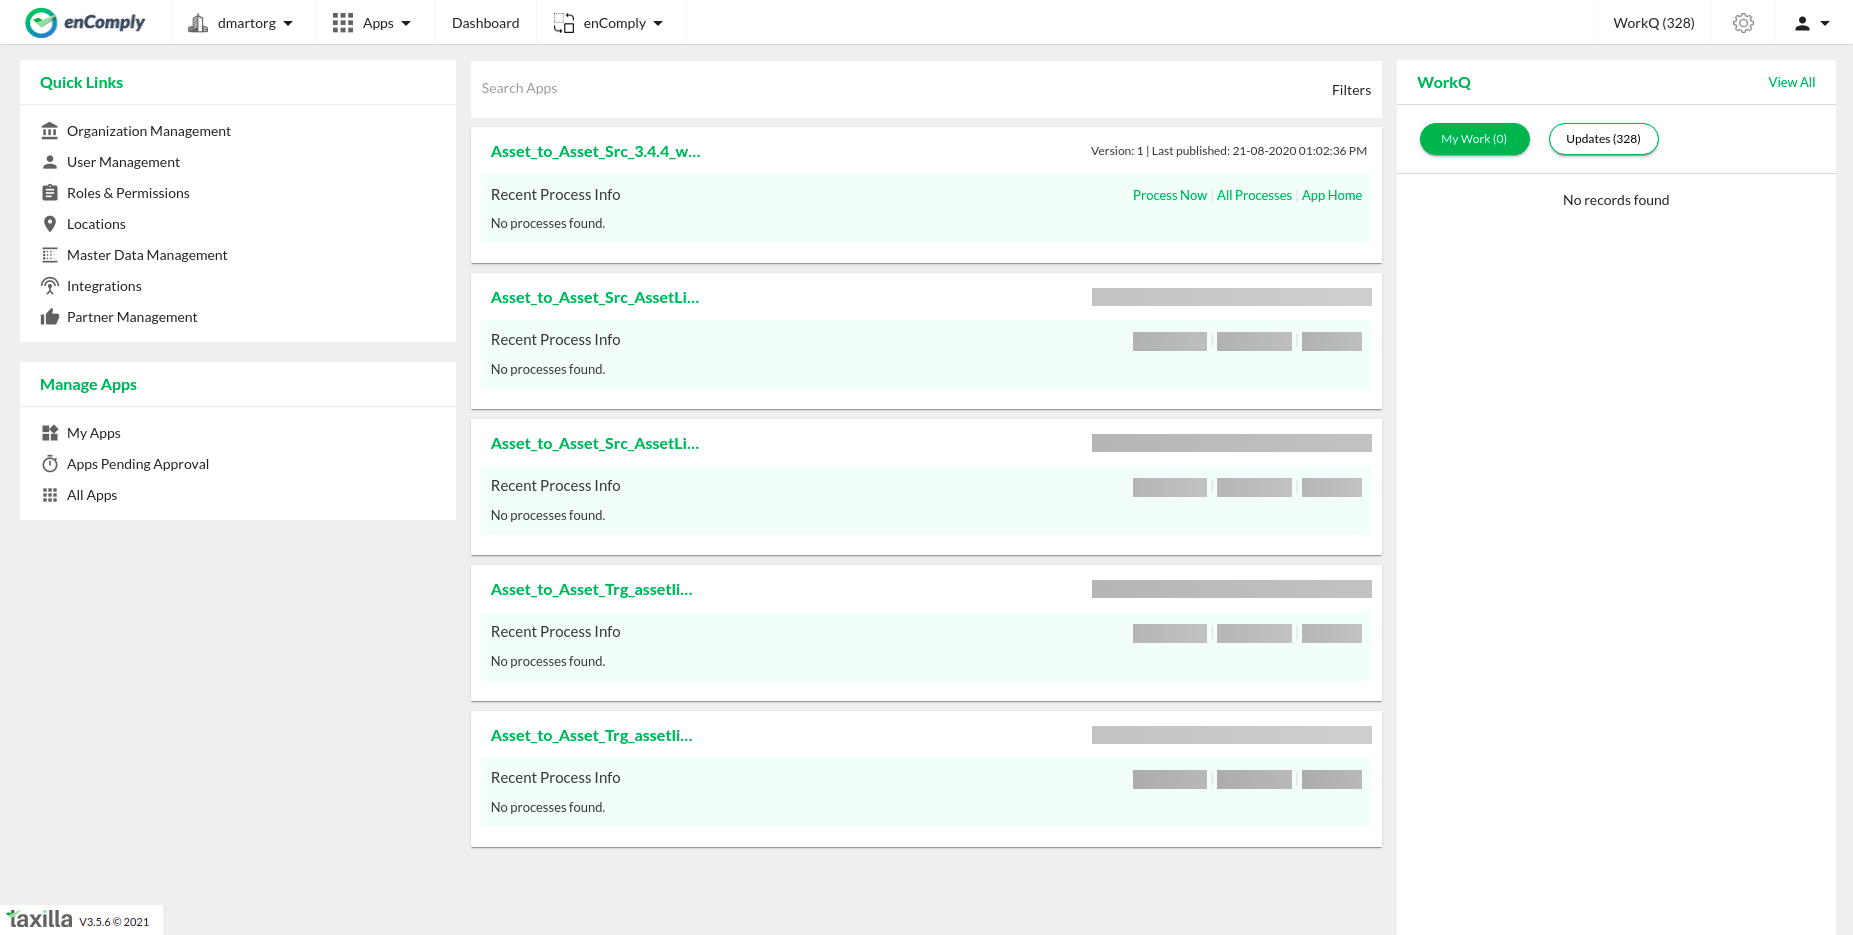 enComply
dmartorg
Apps
Dashboard
enComply
WorkQ (328)
Quick Links
Organization Management
User Management
Roles & Permissions
Locations
Master Data Management
Integrations
Partner Management
Manage Apps
My Apps
Apps Pending Approval
All Apps
Search Apps
Filters
Asset_to_Asset_Src_3.4.4_w...
Version: 1 | Last published: 21-08-2020 01:02:36 PM
Recent Process Info
Process Now | All Processes | App Home
No processes found.
Asset_to_Asset_Src_AssetLi...
Recent Process Info
No processes found.
Asset_to_Asset_Src_AssetLi...
Recent Process Info
No processes found.
Asset_to_Asset_Trg_assetli...
Recent Process Info
No processes found.
Asset_to_Asset_Trg_assetli...
Recent Process Info
No processes found.
WorkQ
View All
My Work (0)
Updates (328)
No records found
taxilla V3.5.6 © 2021